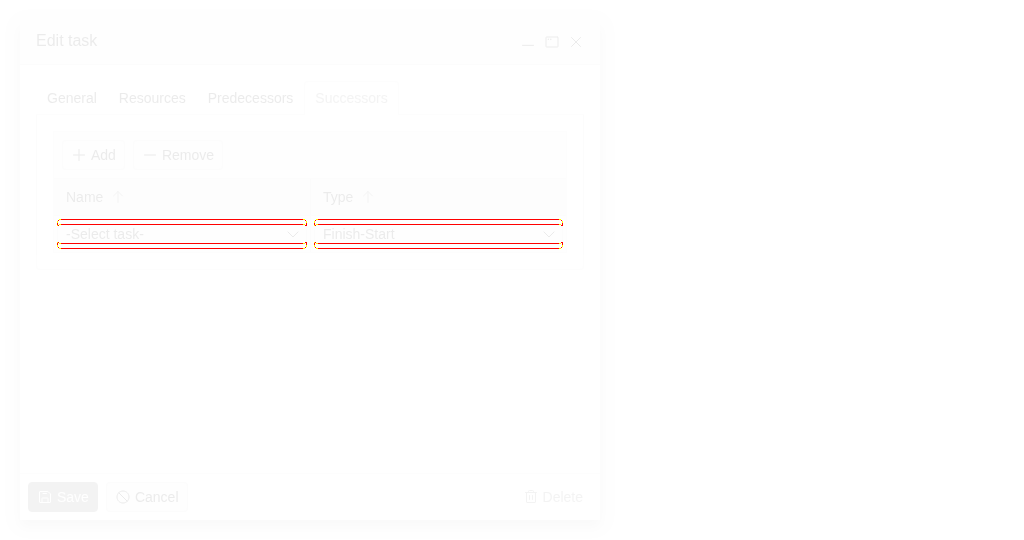 Edit task
General Resources Predecessors Successors
Add Remove
Name Type
-Select task- Finish-Start
Save Cancel Delete